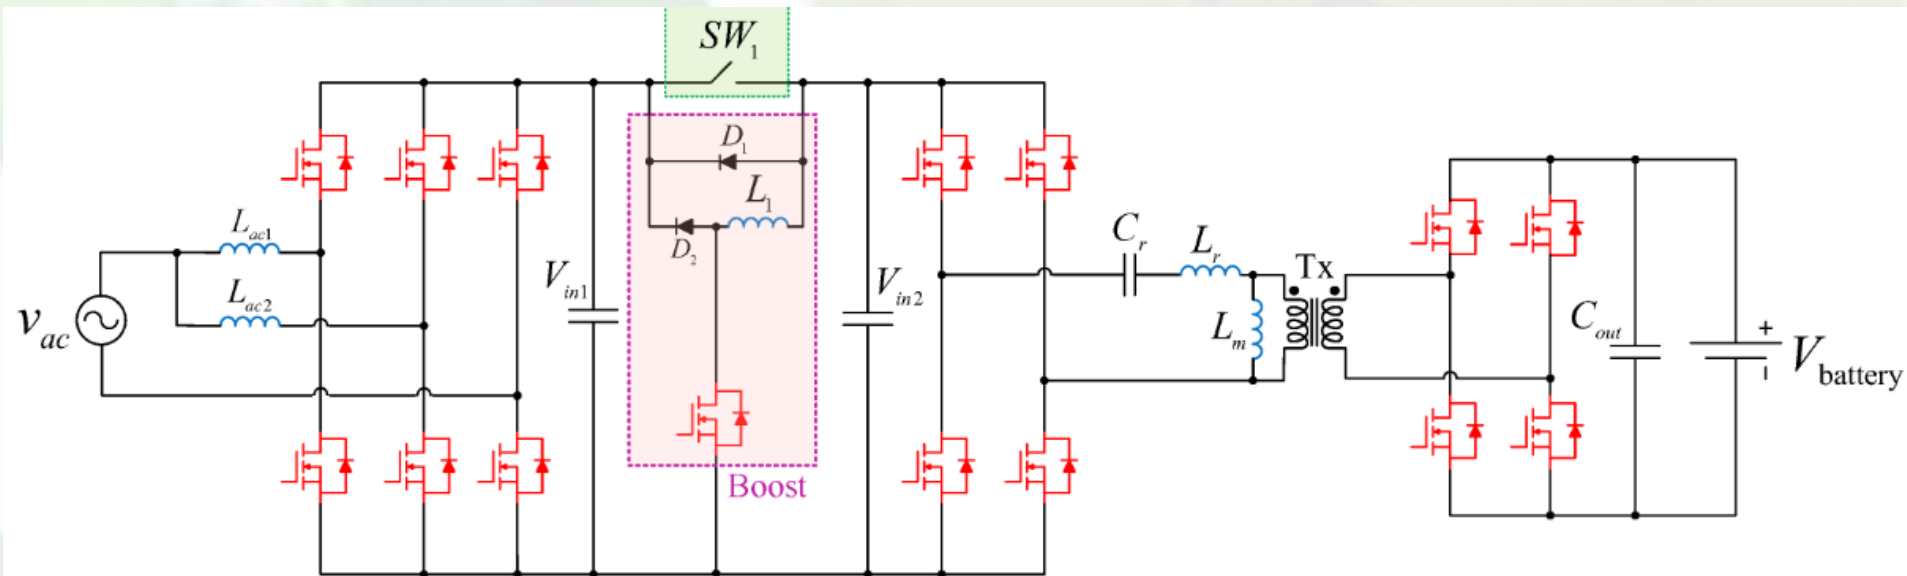 SW1
D1
L1
D2
Boost
Lac1
Lac2
vac
Vin1
Vin2
Cr
Lr
Lm
Tx
Cout
+
Vbattery
-